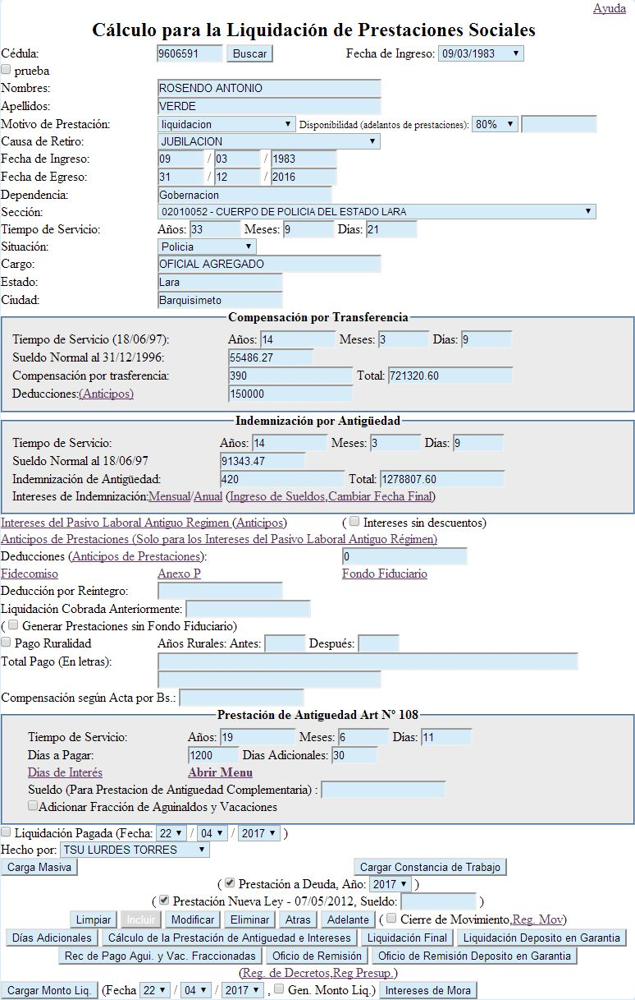 Ayuda
Cálculo para la Liquidación de Prestaciones Sociales
Cédula: 9606591 Buscar Fecha de Ingreso: 09/03/1983
prueba
Nombres: ROSENDO ANTONIO
Apellidos: VERDE
Motivo de Prestación: liquidacion Disponibilidad (adelantos de prestaciones): 80%
Causa de Retiro: JUBILACION
Fecha de Ingreso: 09 / 03 / 1983
Fecha de Egreso: 31 / 12 / 2016
Dependencia: Gobernacion
Sección: 02010052 - CUERPO DE POLICIA DEL ESTADO LARA
Tiempo de Servicio: Años: 33 Meses: 9 Dias: 21
Situación: Policia
Cargo: OFICIAL AGREGADO
Estado: Lara
Ciudad: Barquisimeto
Compensación por Transferencia
Tiempo de Servicio (18/06/97): Años: 14 Meses: 3 Dias: 9
Sueldo Normal al 31/12/1996: 55486.27
Compensación por trasferencia: 390 Total: 721320.60
Deducciones:(Anticipos) 150000
Indemnización por Antigüedad
Tiempo de Servicio: Años: 14 Meses: 3 Dias: 9
Sueldo Normal al 18/06/97 91343.47
Indemnización de Antigüedad: 420 Total: 1278807.60
Intereses de Indemnización:Mensual/Anual (Ingreso de Sueldos,Cambiar Fecha Final)
Intereses del Pasivo Laboral Antiguo Regimen (Anticipos) ( Intereses sin descuentos)
Anticipos de Prestaciones (Solo para los Intereses del Pasivo Laboral Antiguo Régimen)
Deducciones (Anticipos de Prestaciones): 0
Fidecomiso Anexo P Fondo Fiduciario
Deducción por Reintegro:
Liquidación Cobrada Anteriormente:
( Generar Prestaciones sin Fondo Fiduciario)
Pago Ruralidad Años Rurales: Antes: Después:
Total Pago (En letras):
Compensación según Acta por Bs.:
Prestación de Antiguedad Art Nº 108
Tiempo de Servicio: Años: 19 Meses: 6 Dias: 11
Dias a Pagar: 1200 Dias Adicionales: 30
Dias de Interés Abrir Menu
Sueldo (Para Prestacion de Antiguedad Complementaria) :
Adicionar Fracción de Aguinaldos y Vacaciones
Liquidación Pagada (Fecha: 22 / 04 / 2017 )
Hecho por: TSU LURDES TORRES
Carga Masiva Cargar Constancia de Trabajo
( Prestación a Deuda, Año: 2017 )
( Prestación Nueva Ley - 07/05/2012, Sueldo: )
Limpiar Incluir Modificar Eliminar Atras Adelante ( Cierre de Movimiento,Reg. Mov)
Días Adicionales Cálculo de la Prestación de Antiguedad e Intereses Liquidación Final Liquidación Deposito en Garantia
Rec de Pago Agui. y Vac. Fraccionadas Oficio de Remisión Oficio de Remisión Deposito en Garantia
(Reg. de Decretos,Reg Presup.)
Cargar Monto Liq. (Fecha 22 / 04 / 2017 , Gen. Monto Liq.) Intereses de Mora